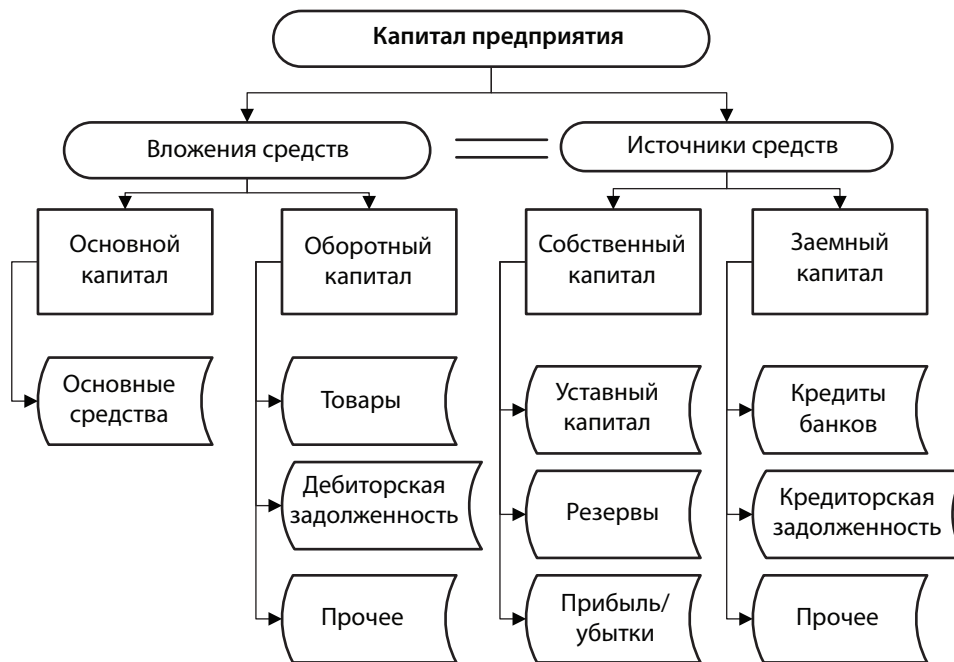 Капитал предприятия
Вложения средств
Источники средств
Основной
капитал
Оборотный
капитал
Собственный
капитал
Заемный
капитал
Основные
средства
Товары
Уставный
капитал
Кредиты
банков
Дебиторская
задолженность
Резервы
Кредиторская
задолженность
Прочее
Прибыль/
убытки
Прочее